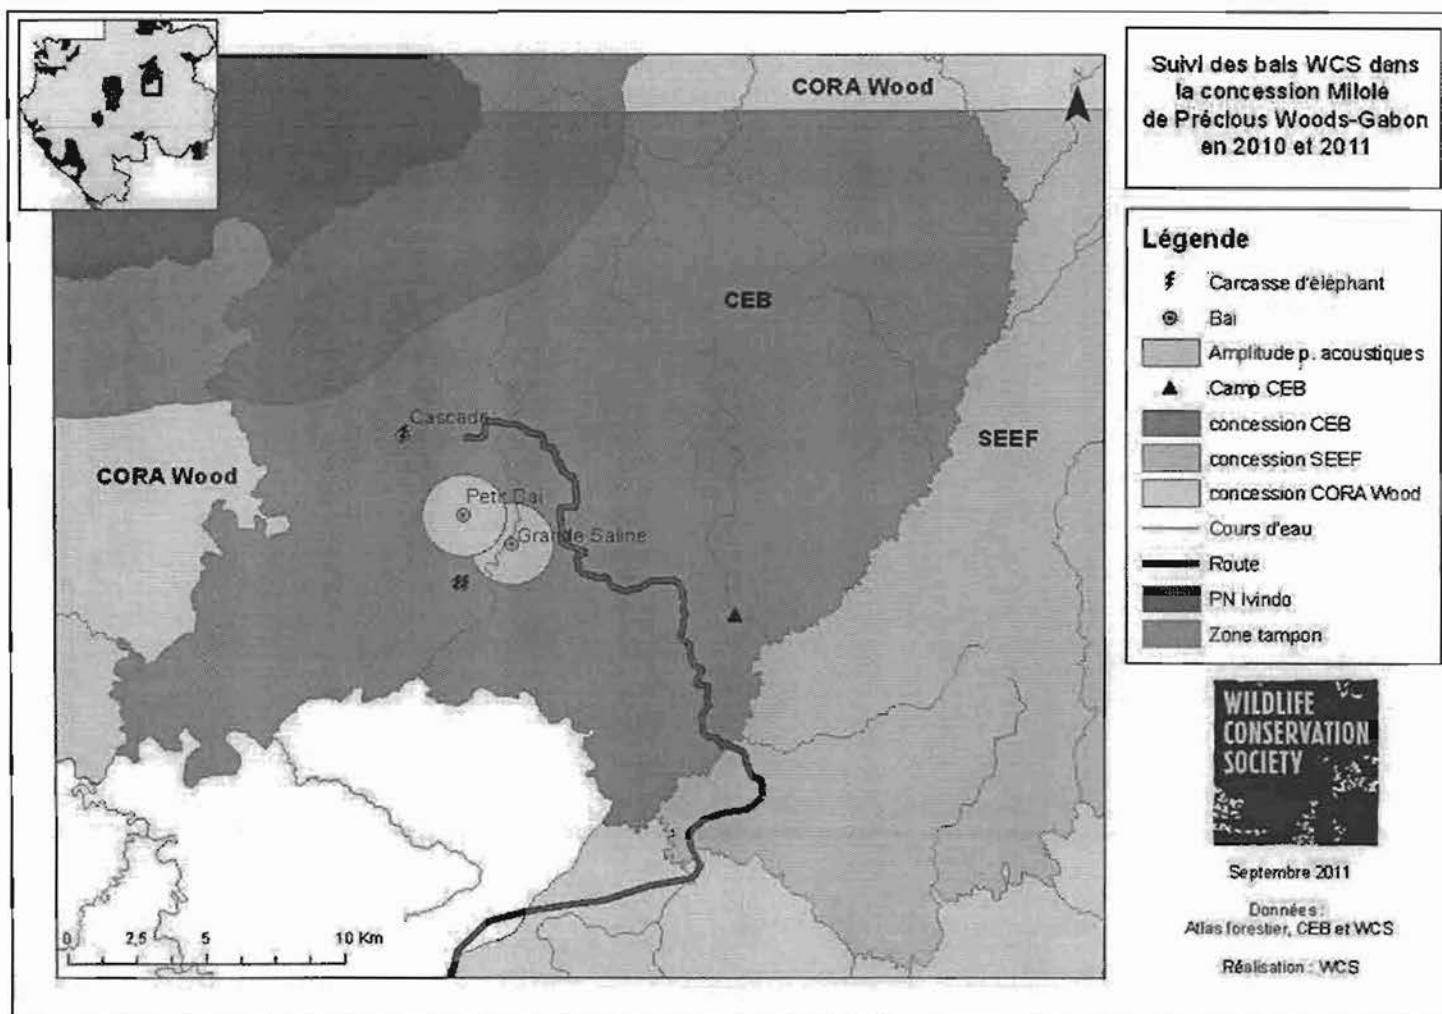 Suivi des bais WCS dans
la concession Milolé
de Précious Woods-Gabon
en 2010 et 2011
Légende
Carcasse d'éléphant
Bai
Amplitude p. acoustiques
Camp CEB
concession CEB
concession SEEF
concession CORA Wood
Cours d'eau
Route
PN Ivindo
Zone tampon
CORA Wood
CEB
SEEF
Cascade
CORA Wood
Petit Bai
Grande Saline
0 2,5 5 10 Km
WILDLIFE
CONSERVATION
SOCIETY
Septembre 2011
Données :
Atlas forestier, CEB et WCS
Réalisation : WCS